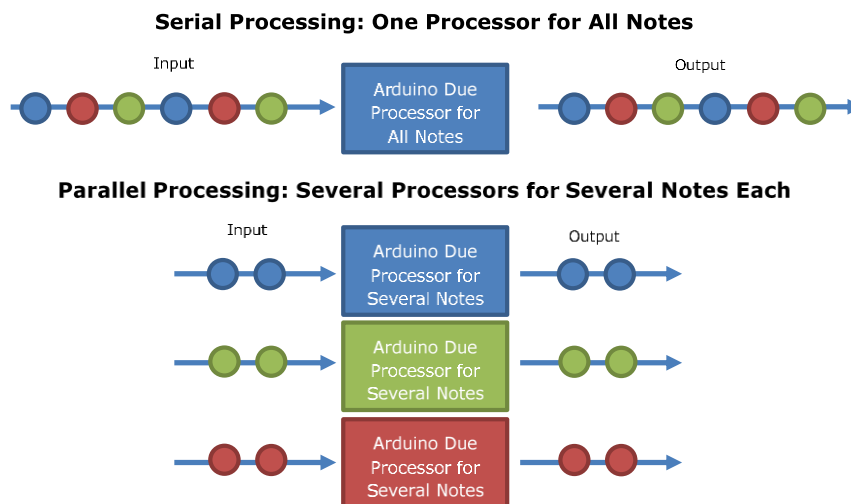 Serial Processing: One Processor for All Notes
Input
Output
Arduino Due
Processor for
All Notes
Parallel Processing: Several Processors for Several Notes Each
Input
Output
Arduino Due
Processor for
Several Notes
Arduino Due
Processor for
Several Notes
Arduino Due
Processor for
Several Notes